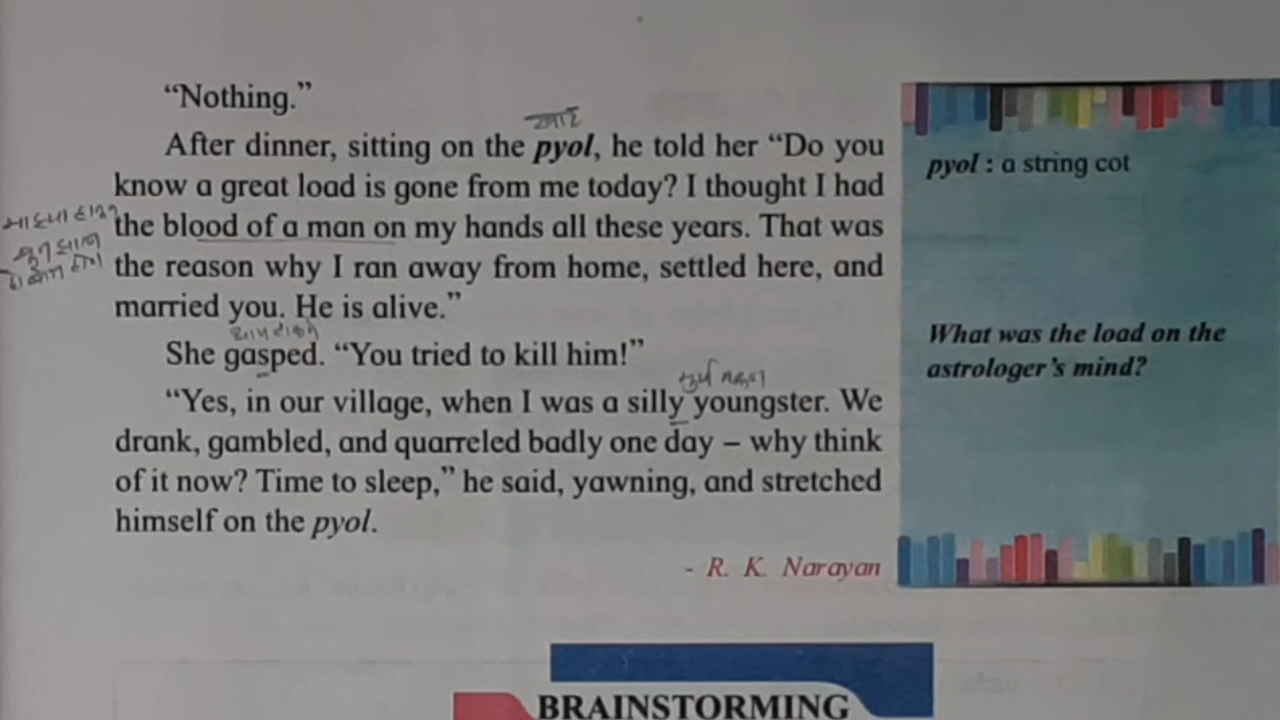 “Nothing.”
After dinner, sitting on the pyol, he told her “Do you
know a great load is gone from me today? I thought I had
the blood of a man on my hands all these years. That was
the reason why I ran away from home, settled here, and
married you. He is alive.”
She gasped. “You tried to kill him!”
“Yes, in our village, when I was a silly youngster. We
drank, gambled, and quarreled badly one day – why think
of it now? Time to sleep,” he said, yawning, and stretched
himself on the pyol.
- R. K. Narayan
pyol : a string cot
What was the load on the
astrologer’s mind?
BRAINSTORMING